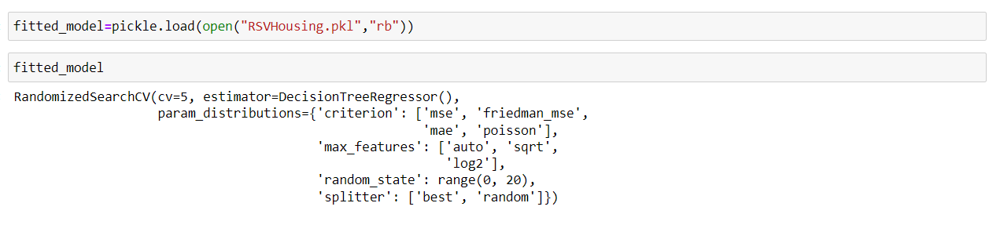 fitted_model=pickle.load(open("RSVHousing.pkl","rb"))
fitted_model
RandomizedSearchCV(cv=5, estimator=DecisionTreeRegressor(),
                   param_distributions={'criterion': ['mse', 'friedman_mse',
                                                      'mae', 'poisson'],
                                        'max_features': ['auto', 'sqrt',
                                                         'log2'],
                                        'random_state': range(0, 20),
                                        'splitter': ['best', 'random']})